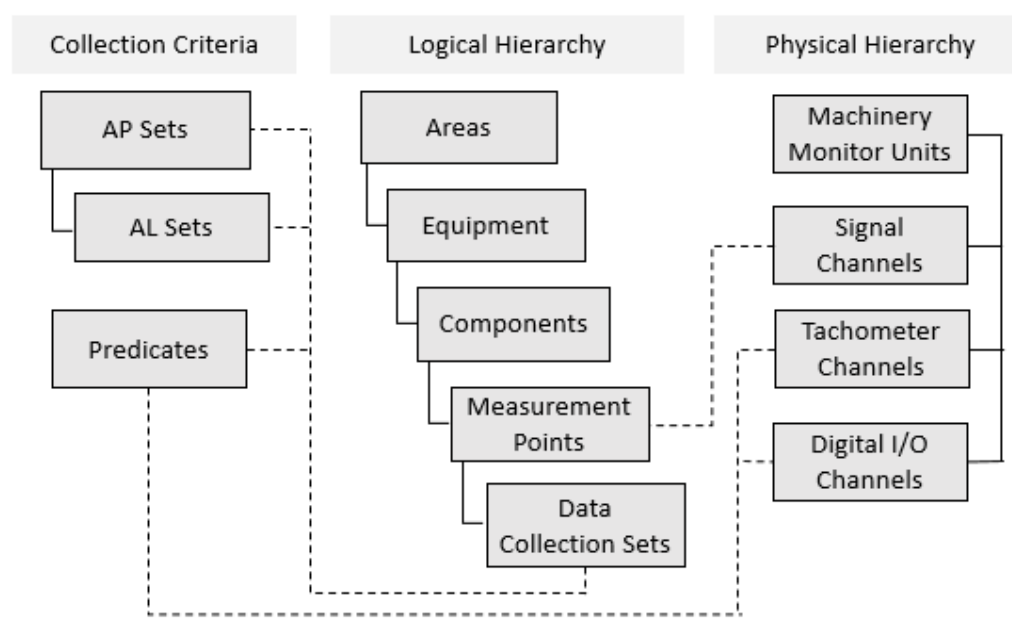 Collection Criteria
Logical Hierarchy
Physical Hierarchy
AP Sets
AL Sets
Predicates
Areas
Equipment
Components
Measurement
Points
Data
Collection Sets
Machinery
Monitor Units
Signal
Channels
Tachometer
Channels
Digital I/O
Channels